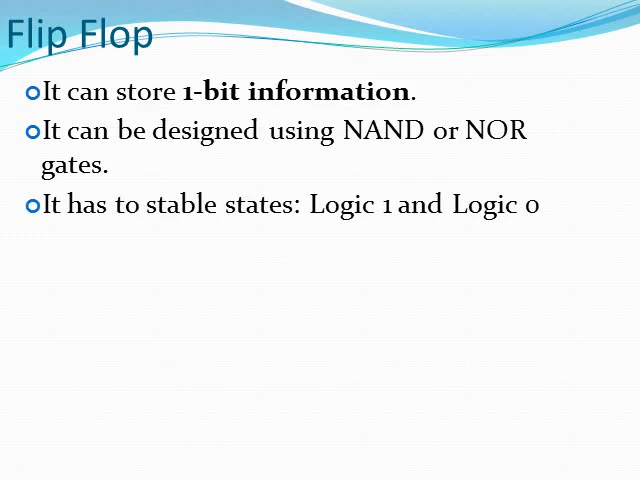 Flip Flop
It can store 1-bit information.
It can be designed using NAND or NOR
gates.
It has to stable states: Logic 1 and Logic 0